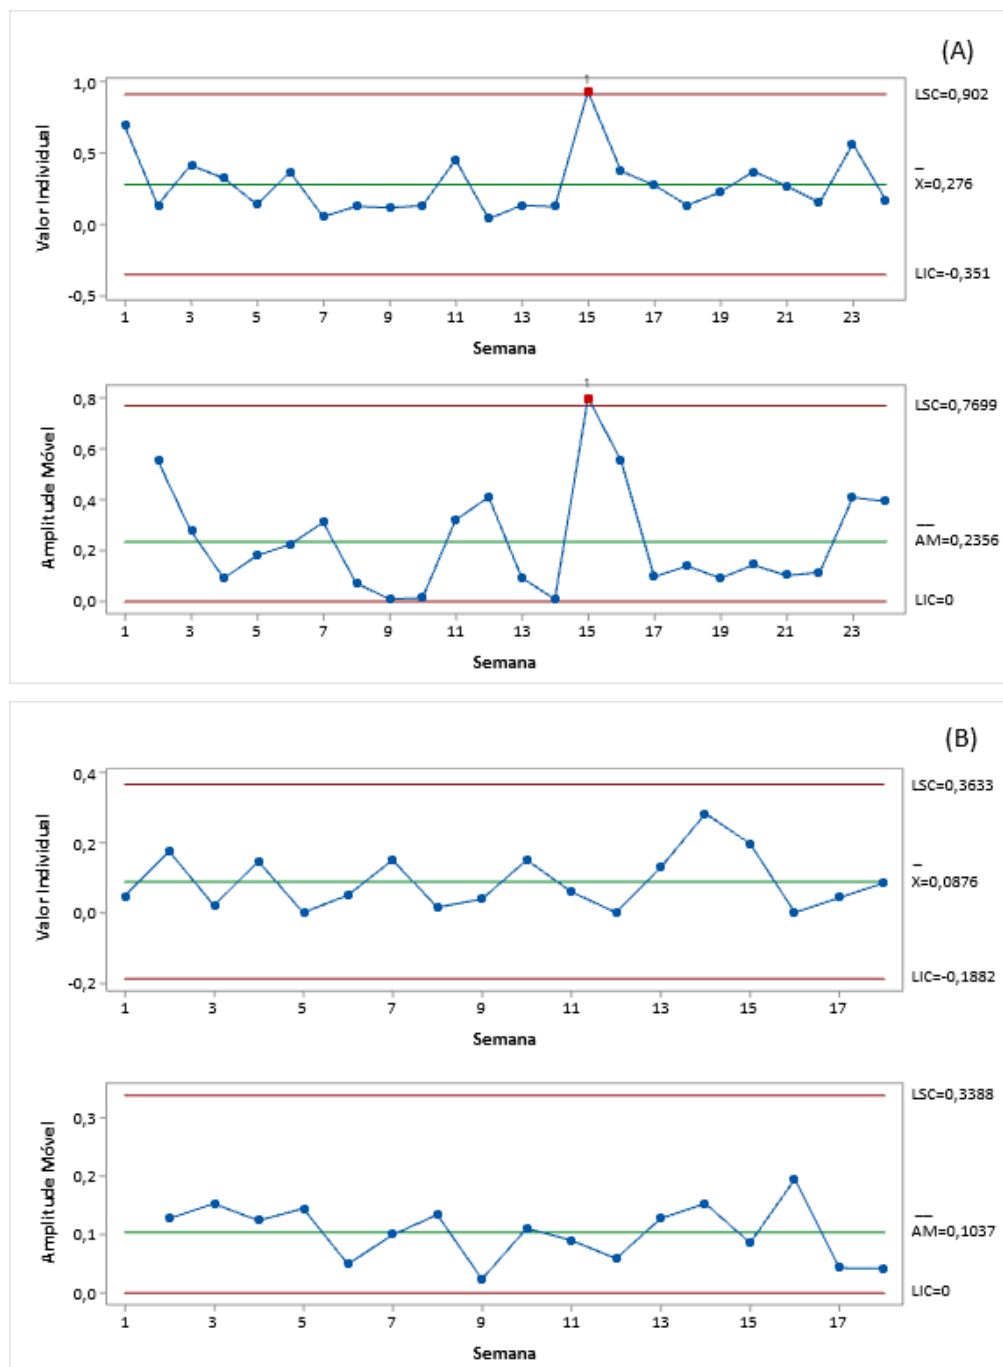 (A)
1
1,0
0,5
0,0
-0,5
Valor Individual
LSC=0,902
X=0,276
LIC=-0,351
1 3 5 7 9 11 13 15 17 19 21 23
Semana
1
0,8
0,6
0,4
0,2
0,0
Amplitude Móvel
LSC=0,7699
AM=0,2356
LIC=0
1 3 5 7 9 11 13 15 17 19 21 23
Semana
(B)
0,4
0,2
0,0
-0,2
Valor Individual
LSC=0,3633
X=0,0876
LIC=-0,1882
1 3 5 7 9 11 13 15 17
Semana
0,3
0,2
0,1
0,0
Amplitude Móvel
LSC=0,3388
AM=0,1037
LIC=0
1 3 5 7 9 11 13 15 17
Semana